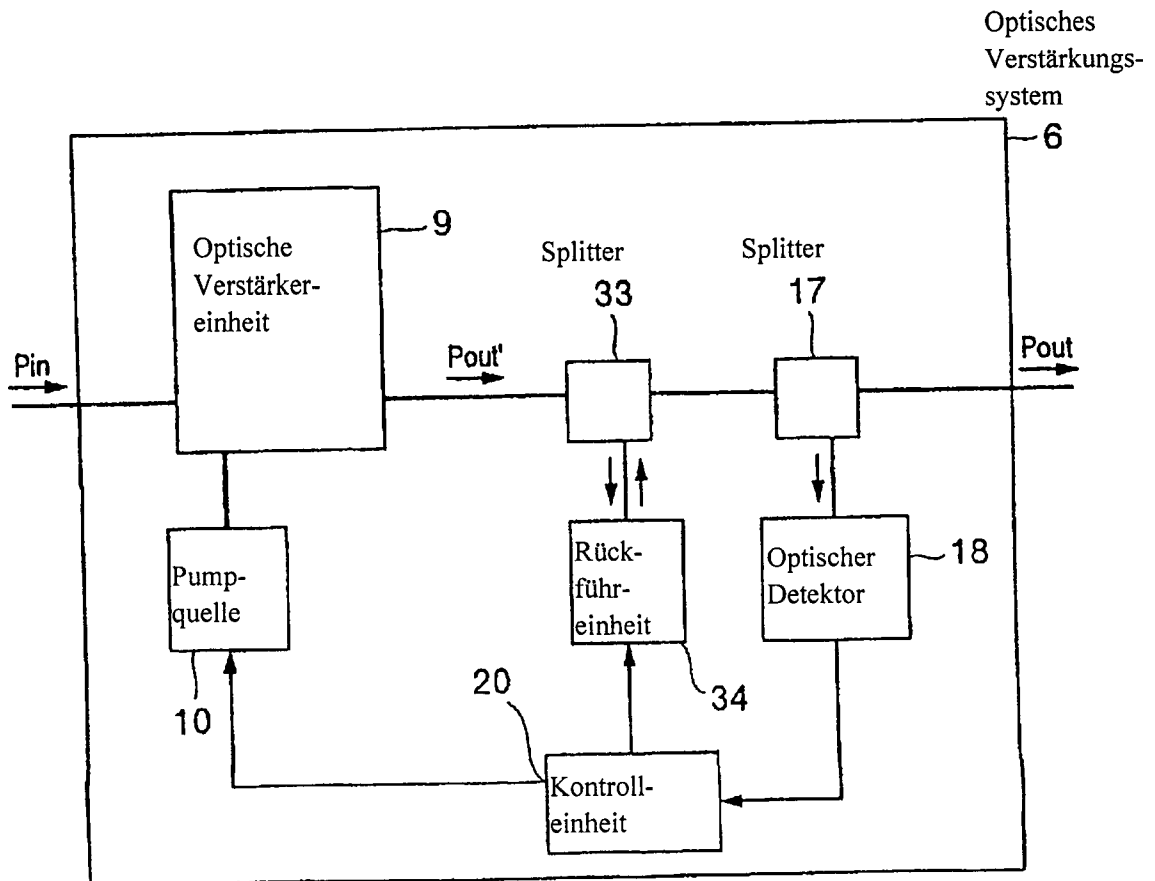 Optisches
Verstärkungs-
system
6
9
Optische
Verstärker-
einheit
Splitter
33
Splitter
17
Pin
Pout'
Pout
Pump-
quelle
10
Rück-
führ-
einheit
34
Optischer
Detektor
18
20
Kontroll-
einheit